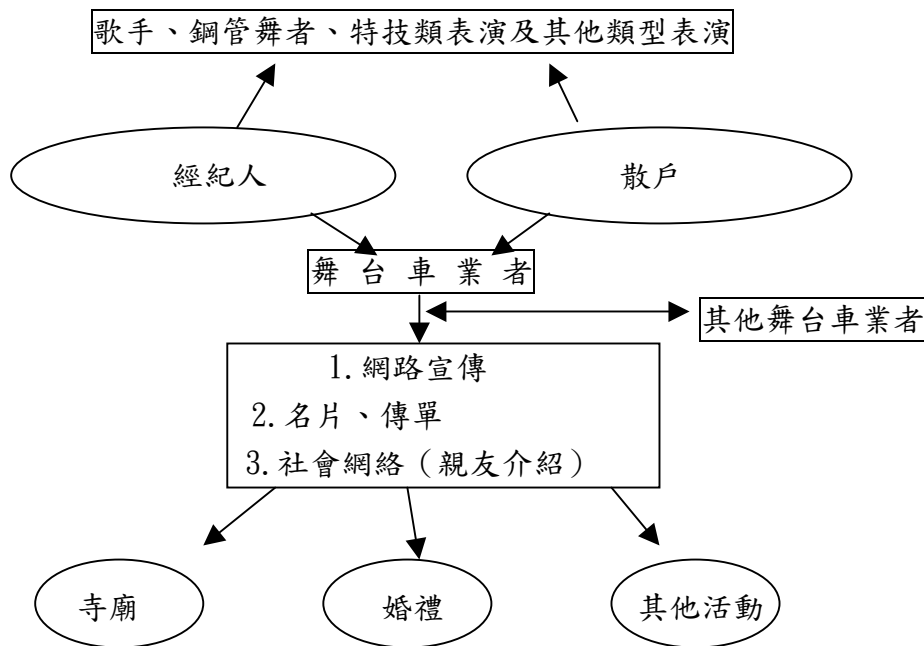 歌手、鋼管舞者、特技類表演及其他類型表演
經紀人
散戶
舞台車業者
其他舞台車業者
1.網路宣傳
2.名片、傳單
3.社會網絡（親友介紹）
寺廟
婚禮
其他活動